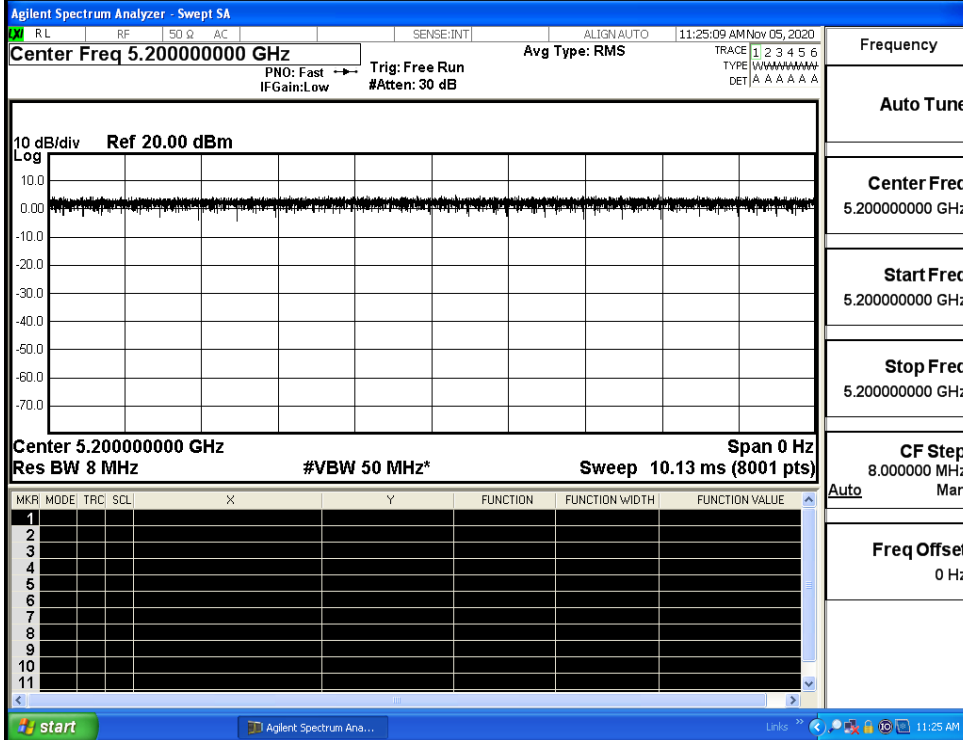 Agilent Spectrum Analyzer - Swept SA
LXI RL RF 50 Ω AC SENSE:INT ALIGN AUTO 11:25:09 AM Nov 05, 2020
Center Freq 5.200000000 GHz
Avg Type: RMS
TRACE 1 2 3 4 5 6
PNO: Fast Trig: Free Run
TYPE WWWWWW
IFGain:Low #Atten: 30 dB
DET A A A A A A
10 dB/div Ref 20.00 dBm
Log
10.0
0.00
-10.0
-20.0
-30.0
-40.0
-50.0
-60.0
-70.0
Center 5.200000000 GHz Span 0 Hz
Res BW 8 MHz #VBW 50 MHz* Sweep 10.13 ms (8001 pts)
MKR MODE TRC SCL X Y FUNCTION FUNCTION WIDTH FUNCTION VALUE
1
2
3
4
5
6
7
8
9
10
11
Frequency
Auto Tune
Center Freq
5.200000000 GHz
Start Freq
5.200000000 GHz
Stop Freq
5.200000000 GHz
CF Step
8.000000 MHz
Auto Man
Freq Offset
0 Hz
start Agilent Spectrum Ana... Links » 11:25 AM